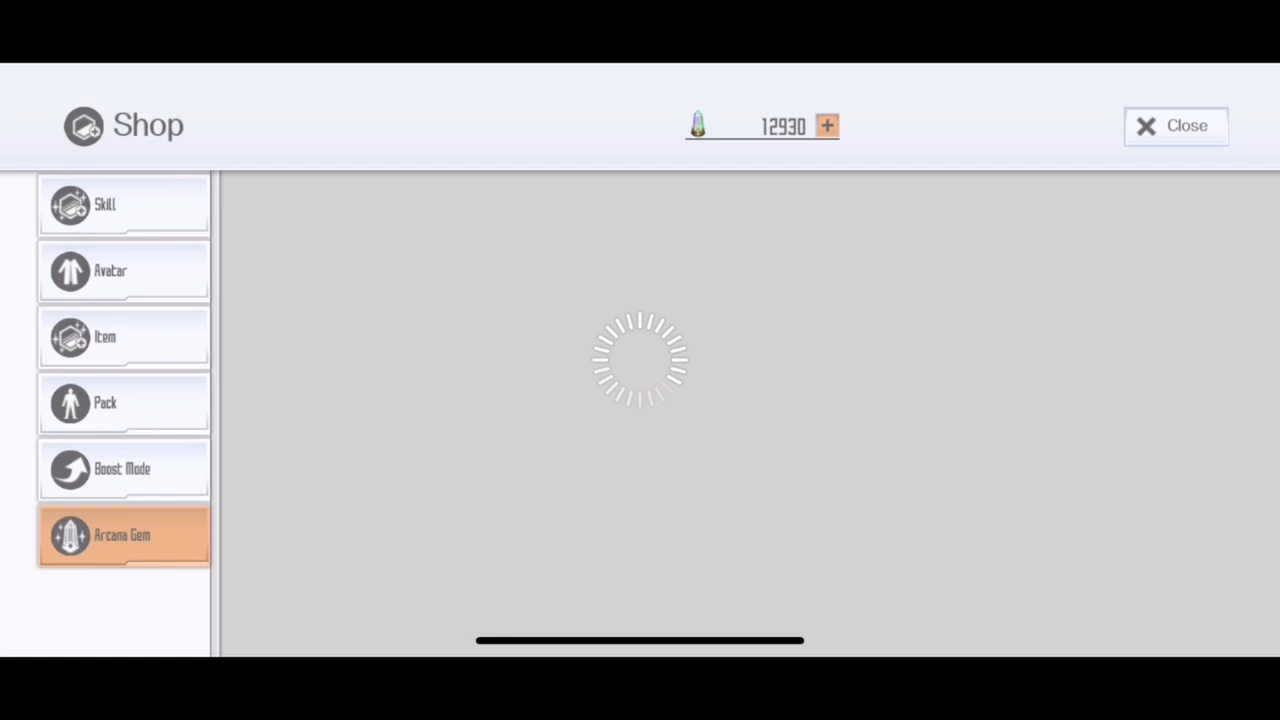 Shop
12930
Close
Skill
Avatar
Item
Pack
Boost Mode
Arcana Gem